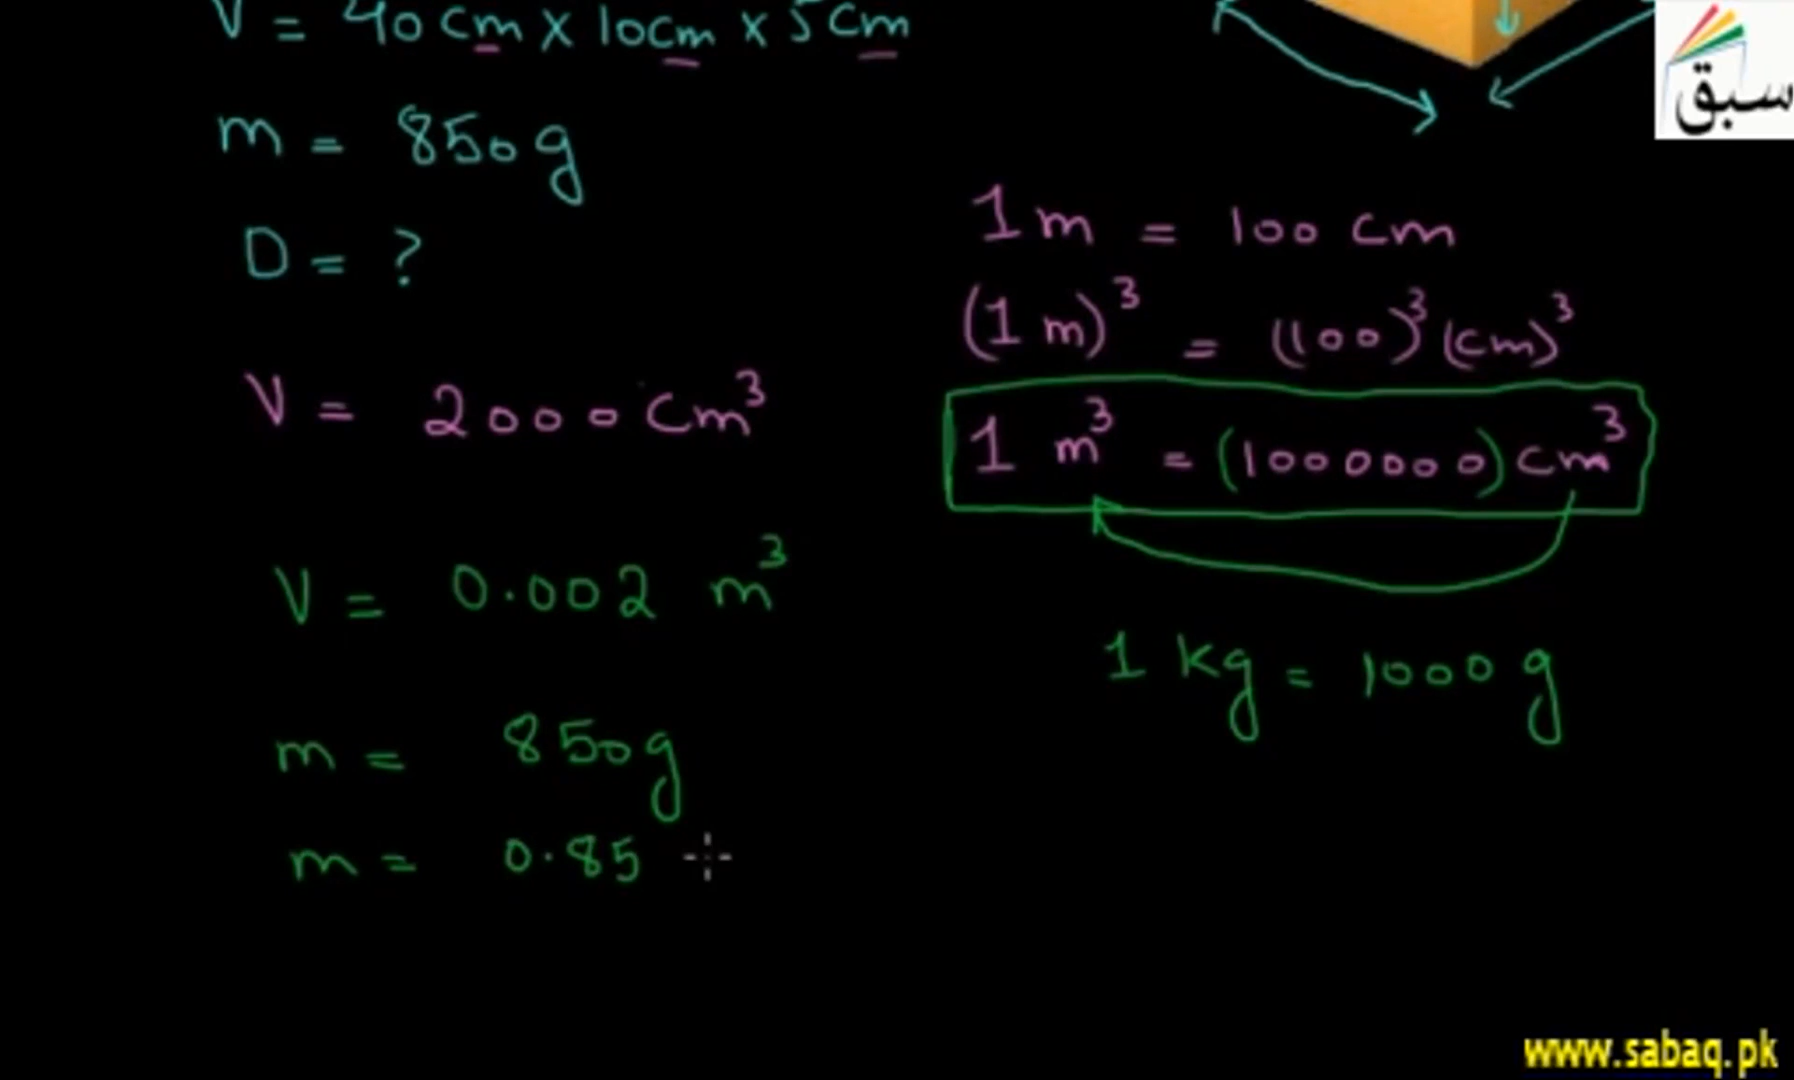 V = 40 cm x 10cm x 5 cm
سبق
m = 850g
D = ?
1 m = 100 cm
(1 m)³ = (100)³ (cm)³
V = 2000 cm³
1 m³ = (1000000) cm³
V = 0.002 m³
1 kg = 1000 g
m = 850g
m = 0.85
www.sabaq.pk